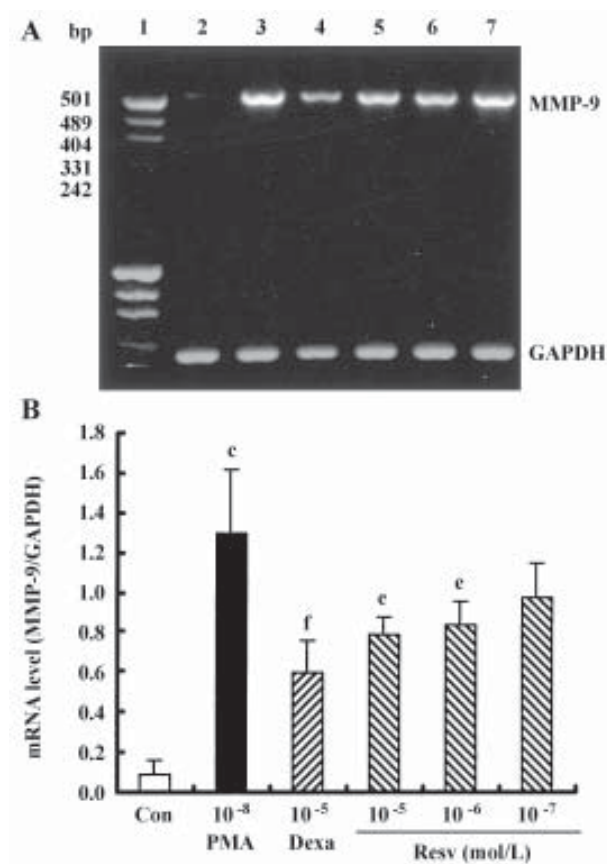 A bp 1 2 3 4 5 6 7
MMP-9
501
489
404
331
242
GAPDH
B
mRNA level (MMP-9/GAPDH)
1.8
1.6
1.4
1.2
1.0
0.8
0.6
0.4
0.2
0.0
c
f
e
e
Con 10⁻⁸ 10⁻⁵ 10⁻⁵ 10⁻⁶ 10⁻⁷
PMA Dexa Resv (mol/L)